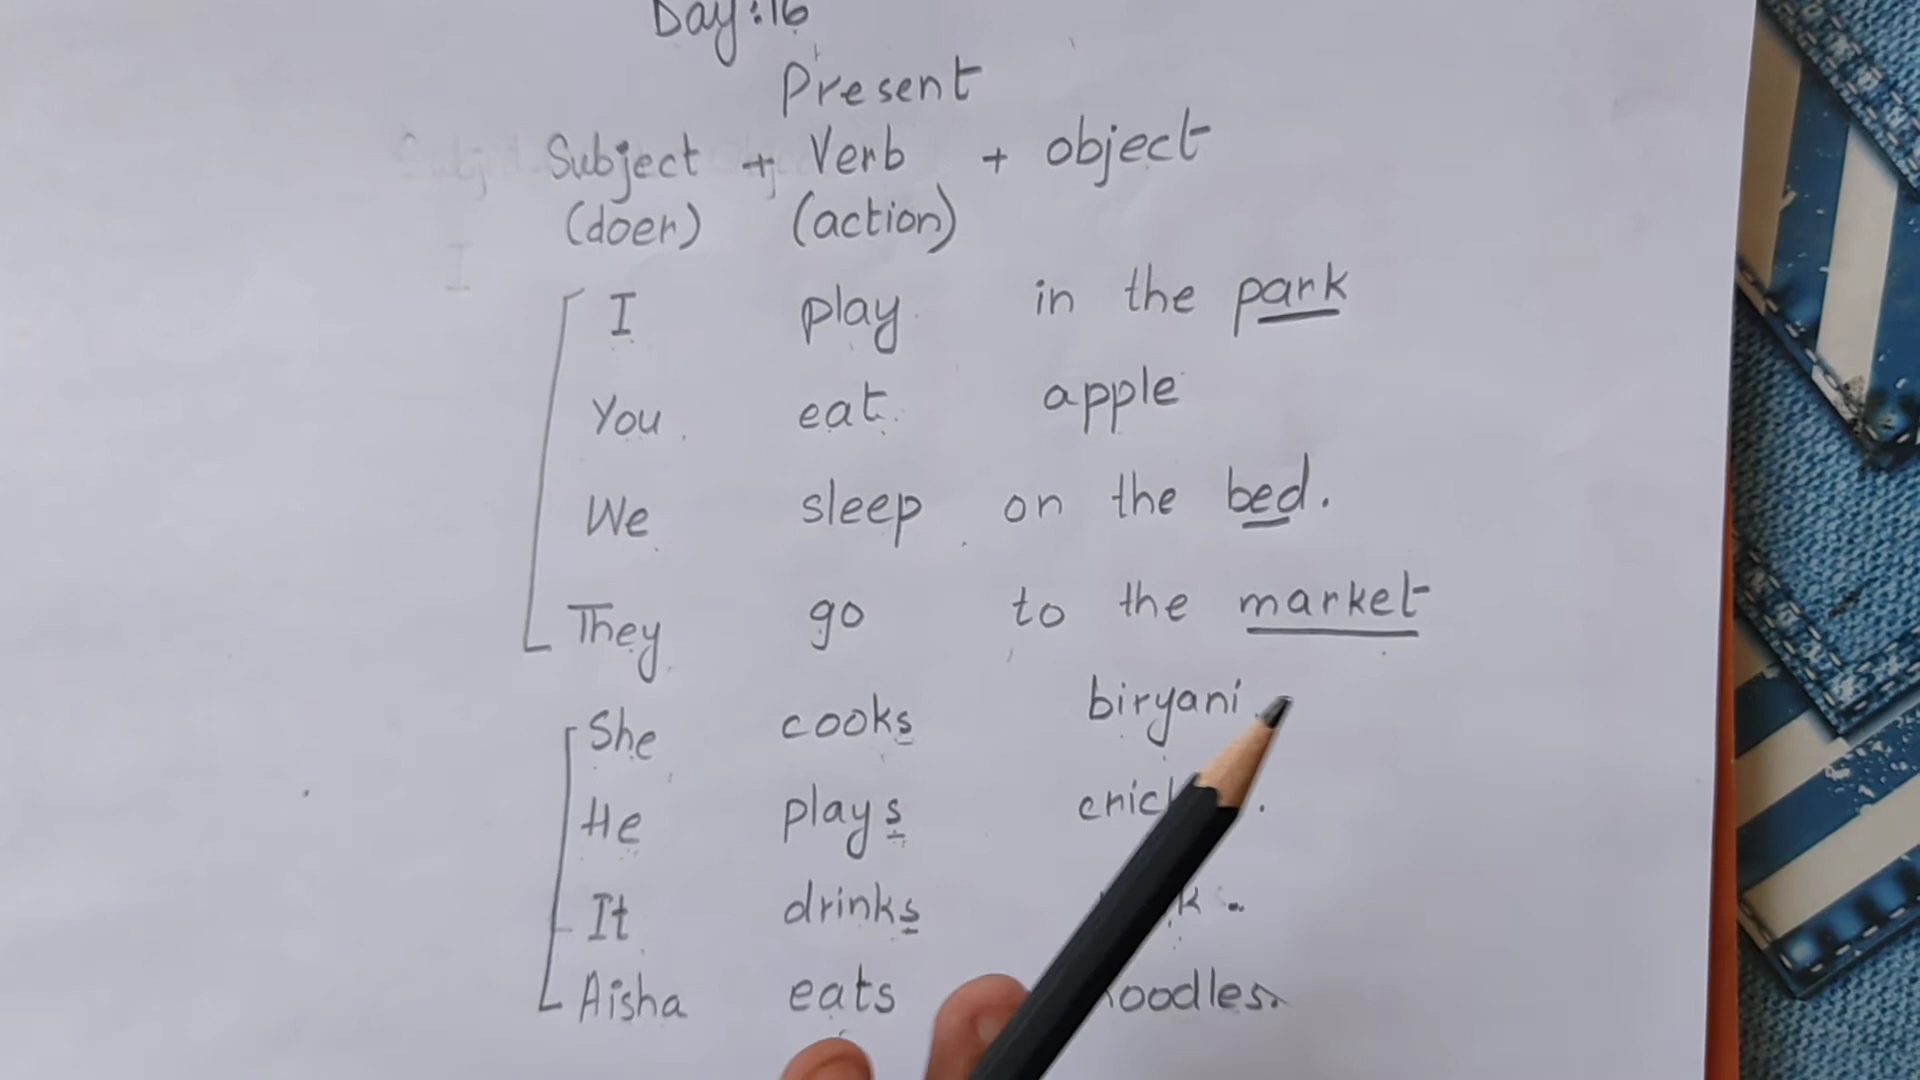 Day:16
Present
Subject + Verb + object
(doer) (action)
I play in the park
You eat apple
We sleep on the bed.
They go to the market
She cooks biryani
He plays
It drinks
Aisha eats noodles.